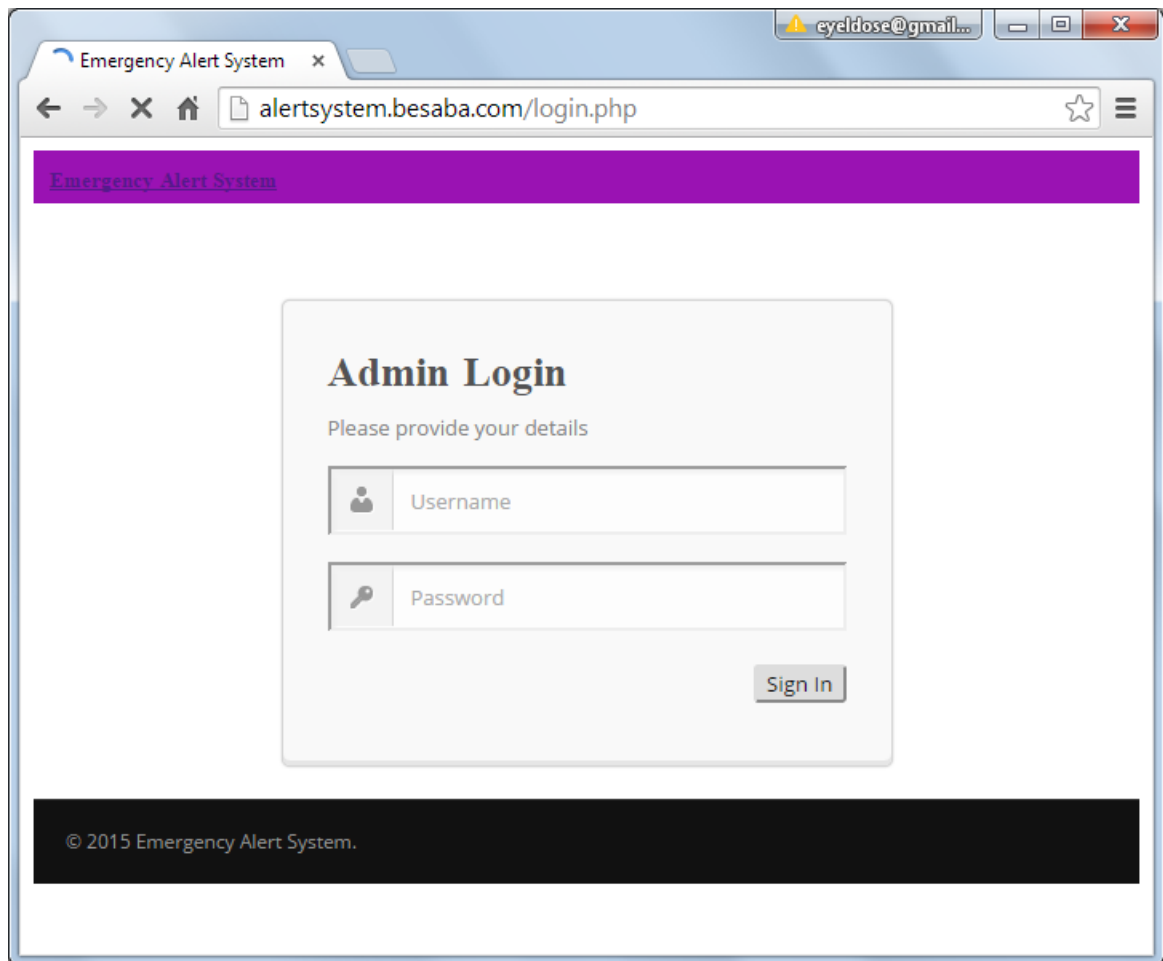 eyeldose@gmail...
Emergency Alert System
alertsystem.besaba.com/login.php
Emergency Alert System
Admin Login
Please provide your details
Username
Password
Sign In
© 2015 Emergency Alert System.